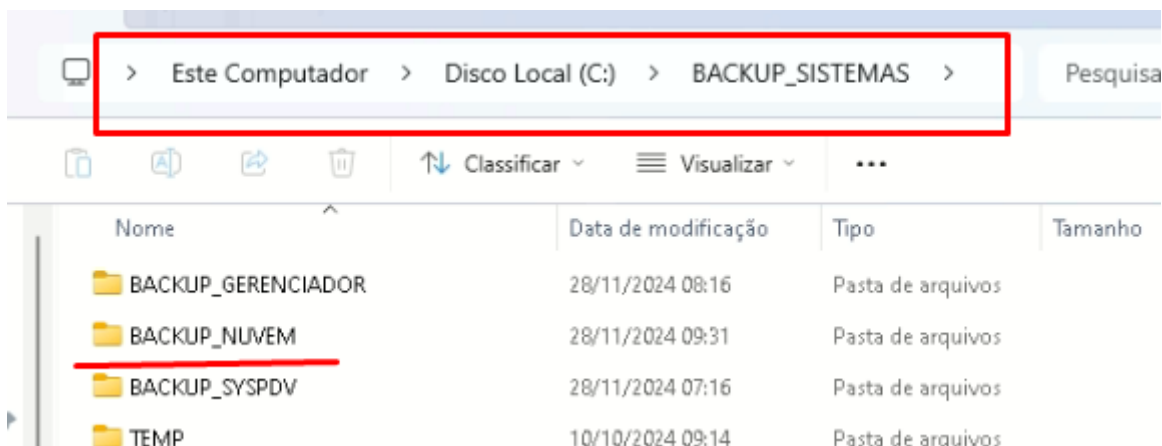 > Este Computador > Disco Local (C:) > BACKUP_SISTEMAS > Pesquisa
Classificar Visualizar ...
Nome Data de modificação Tipo Tamanho
BACKUP_GERENCIADOR 28/11/2024 08:16 Pasta de arquivos
BACKUP_NUVEM 28/11/2024 09:31 Pasta de arquivos
BACKUP_SYSPDV 28/11/2024 07:16 Pasta de arquivos
TEMP 10/10/2024 09:14 Pasta de arquivos